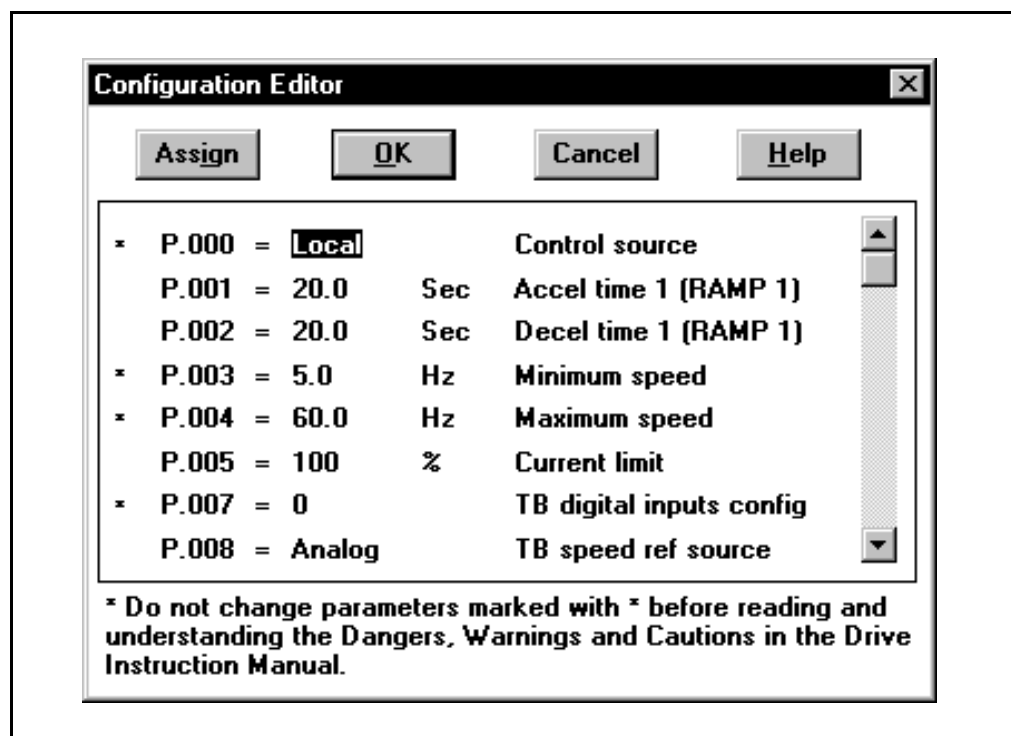 Configuration Editor
Assign OK Cancel Help
* P.000 = Local Control source
P.001 = 20.0 Sec Accel time 1 (RAMP 1)
P.002 = 20.0 Sec Decel time 1 (RAMP 1)
* P.003 = 5.0 Hz Minimum speed
* P.004 = 60.0 Hz Maximum speed
P.005 = 100 % Current limit
* P.007 = 0 TB digital inputs config
P.008 = Analog TB speed ref source
* Do not change parameters marked with * before reading and
understanding the Dangers, Warnings and Cautions in the Drive
Instruction Manual.